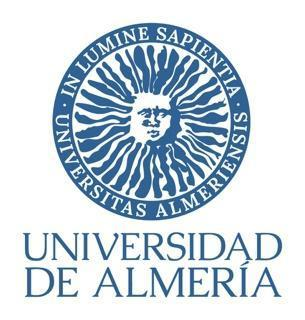 · IN LUMINE SAPIENTIA ·
UNIVERSITAS ALMERIENSIS
UNIVERSIDAD
DE ALMERÍA